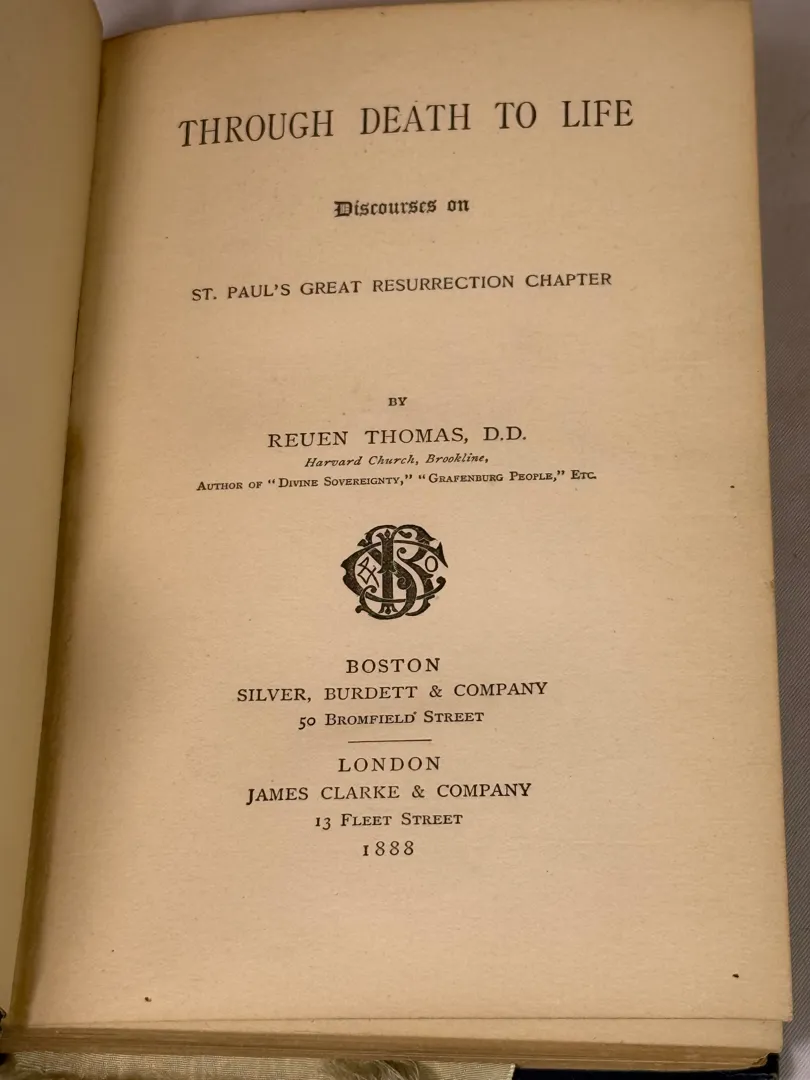 THROUGH DEATH TO LIFE
Discourses on
ST. PAUL'S GREAT RESURRECTION CHAPTER
BY
REUEN THOMAS, D.D.
Harvard Church, Brookline,
AUTHOR OF "DIVINE SOVEREIGNTY," "GRAFENBURG PEOPLE," ETC.
BOSTON
SILVER, BURDETT & COMPANY
50 BROMFIELD STREET
LONDON
JAMES CLARKE & COMPANY
13 FLEET STREET
1888